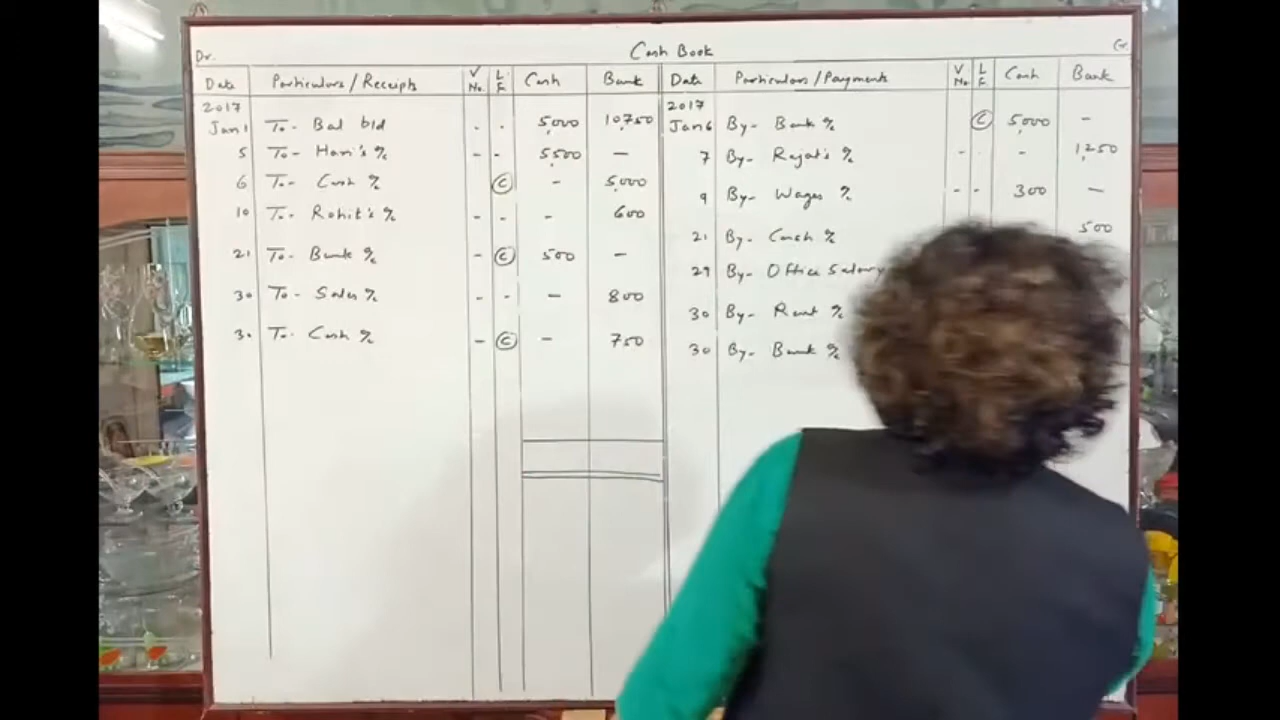 Cash Book
Dr. Cr.
Date Particulars/Receipts V No. L F. Cash Bank Date Particulars/Payments V No. L F. Cash Bank
2017 2017
Jan 1 To- Bal b/d - - 5,000 10,750 Jan 6 By- Bank % C 5,000 -
5 To- Hari's % - - 5,500 - 7 By- Rajat's % - - - 1,250
6 To- Cash % C - 5,000 9 By- Wages % - - 300 -
10 To- Rohit's % - - - 600 21 By- Cash % 500
21 To- Bank % - C 500 - 29 By- Office Salary
30 To- Sales % - - - 800 30 By- Rent %
30 To- Cash % - C - 750 30 By- Bank %